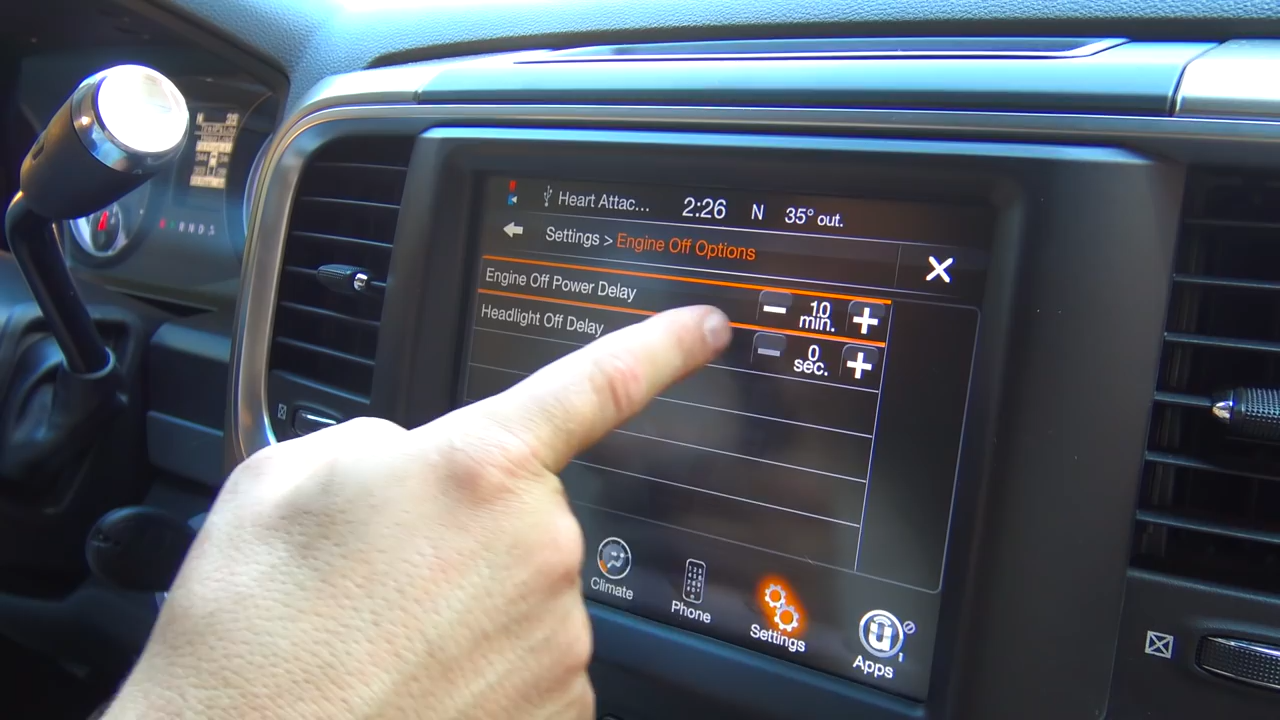 Heart Attac... 2:26 N 35° out.
Settings > Engine Off Options
Engine Off Power Delay
10
min.
Headlight Off Delay
0
sec.
Climate
Phone
Settings
Apps